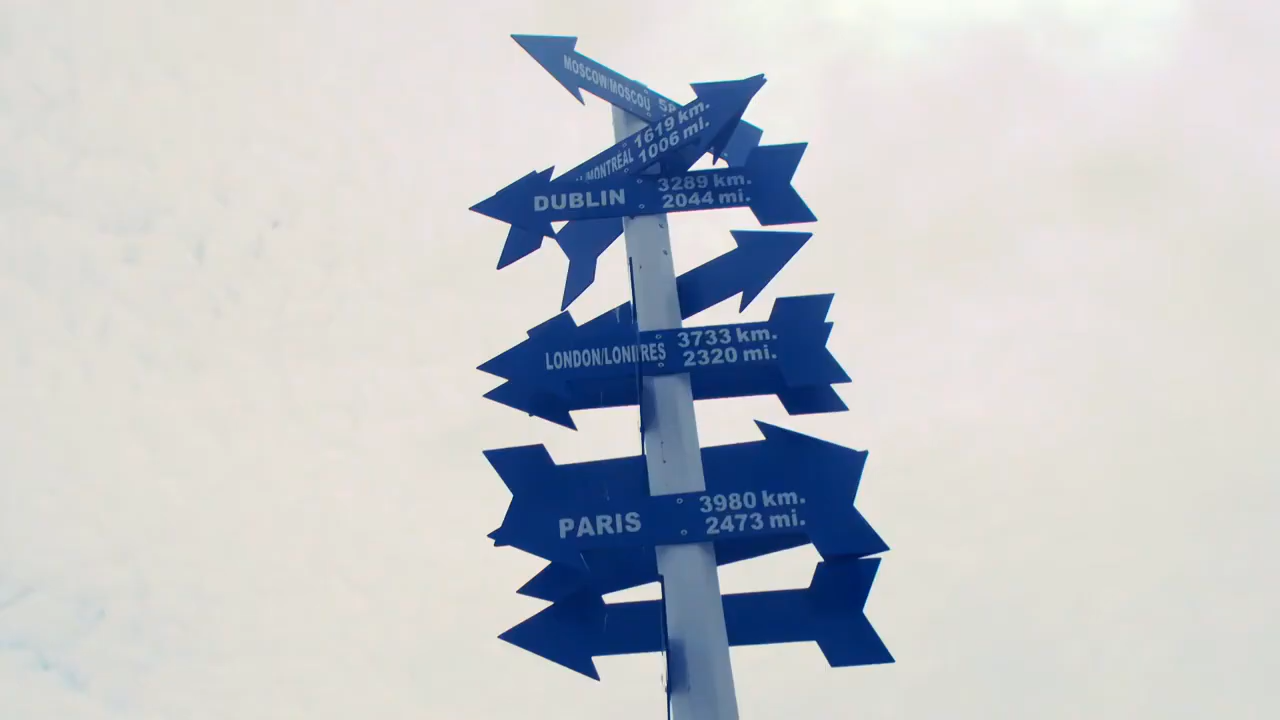 MOSCOW/MOSCOU
MONTREAL 1619 km.
1006 mi.
DUBLIN 3289 km.
2044 mi.
LONDON/LONDRES 3733 km.
2320 mi.
PARIS 3980 km.
2473 mi.